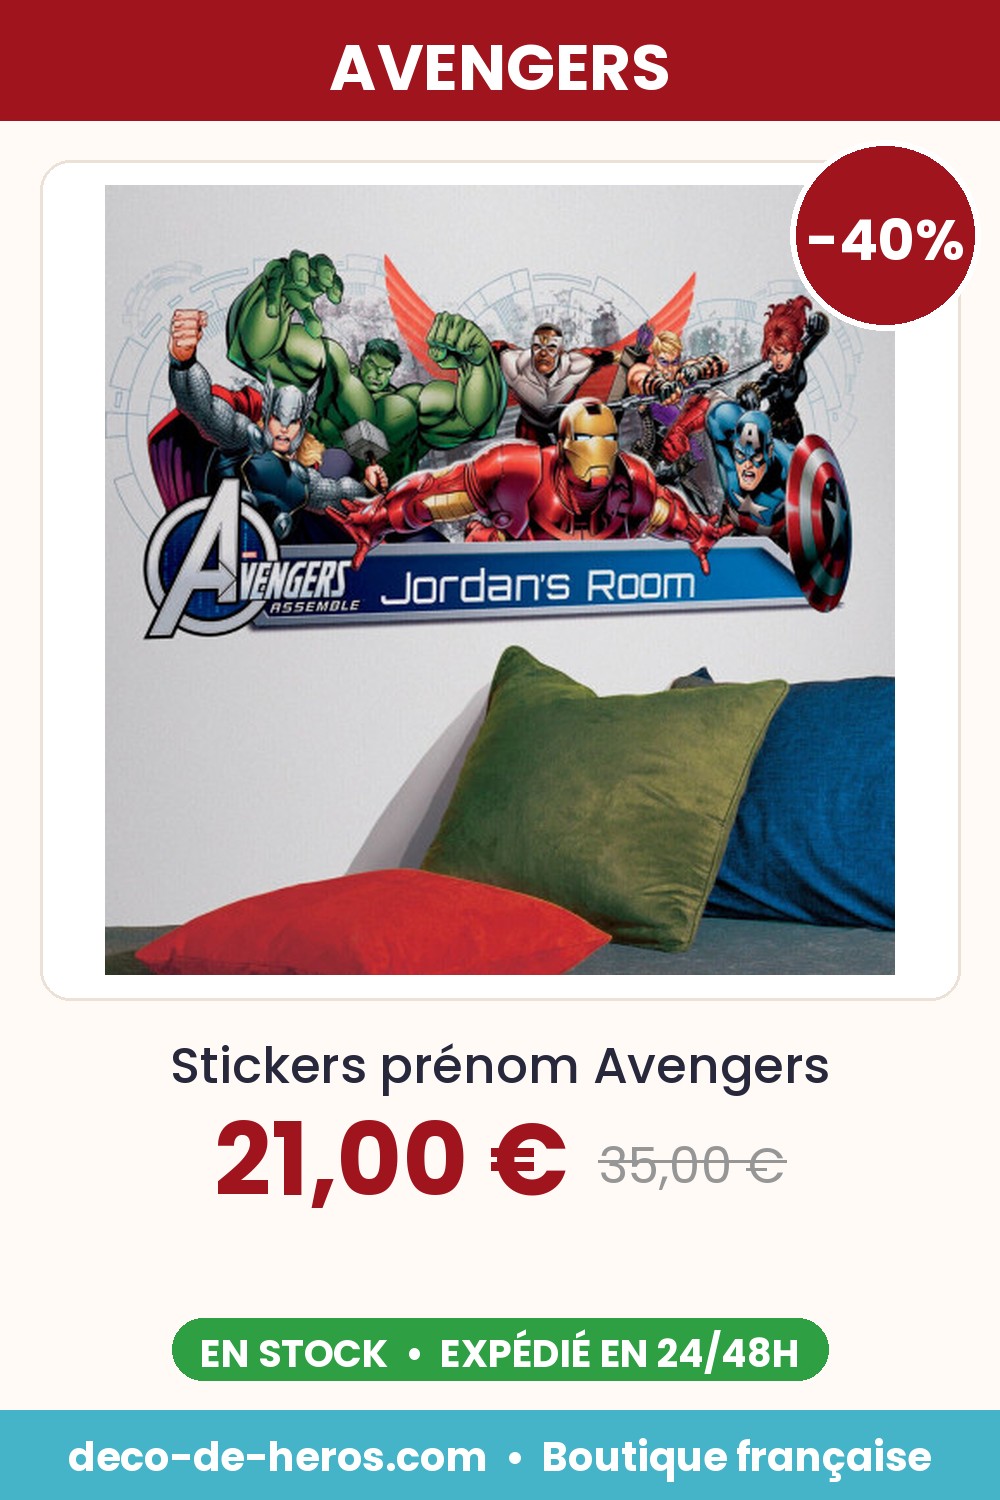 AVENGERS
-40%
AVENGERS
ASSEMBLE
Jordan's Room
Stickers prénom Avengers
21,00 € 35,00 €
EN STOCK • EXPÉDIÉ EN 24/48H
deco-de-heros.com • Boutique française